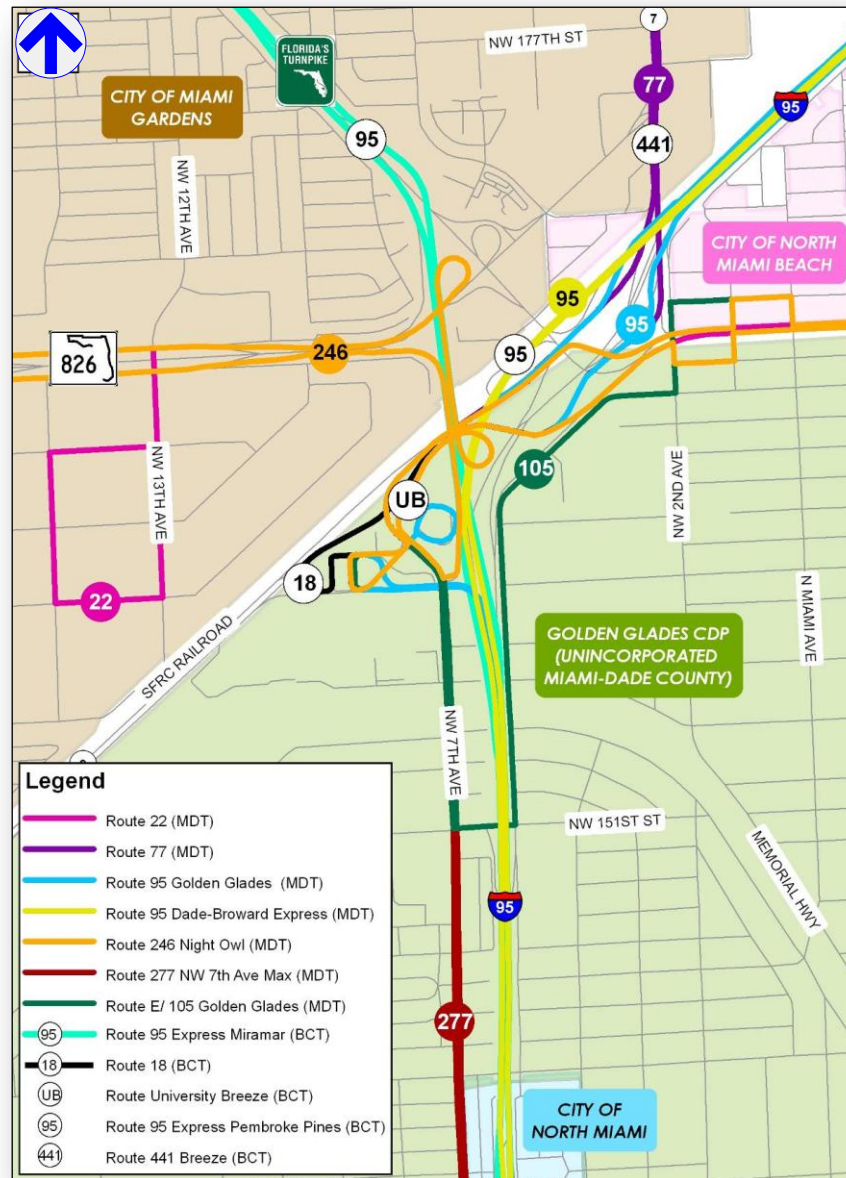 7
NW 177TH ST
FLORIDA'S
TURNPIKE
77
95
CITY OF MIAMI
GARDENS
95
441
NW 12TH AVE
CITY OF NORTH
MIAMI BEACH
95
95
826
246
95
105
NW 2ND AVE
NW 13TH AVE
UB
18
22
N MIAMI AVE
SFRC RAILROAD
GOLDEN GLADES CDP
(UNINCORPORATED
MIAMI-DADE COUNTY)
NW 7TH AVE
NW 151ST ST
MEMORIAL HWY
95
277
CITY OF
NORTH MIAMI
Legend
Route 22 (MDT)
Route 77 (MDT)
Route 95 Golden Glades (MDT)
Route 95 Dade-Broward Express (MDT)
Route 246 Night Owl (MDT)
Route 277 NW 7th Ave Max (MDT)
Route E/ 105 Golden Glades (MDT)
95 Route 95 Express Miramar (BCT)
18 Route 18 (BCT)
UB Route University Breeze (BCT)
95 Route 95 Express Pembroke Pines (BCT)
441 Route 441 Breeze (BCT)